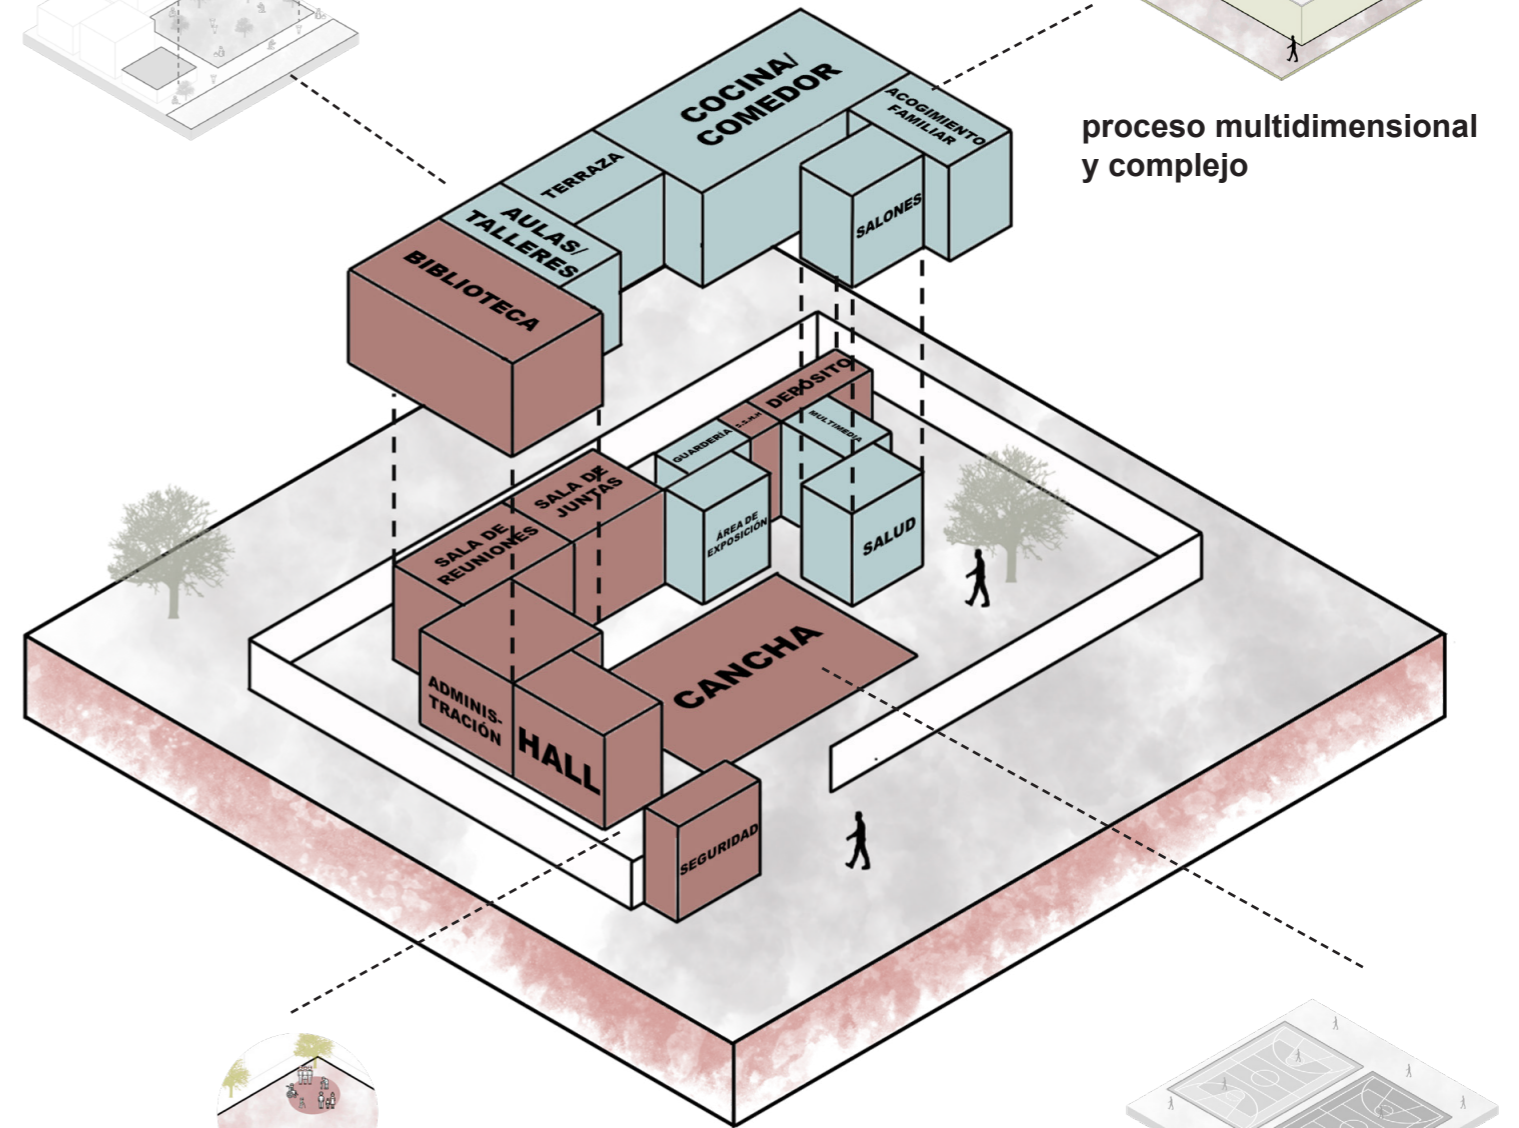 COCINA/
COMEDOR
ACOGIMIENTO
FAMILIAR
proceso multidimensional
y complejo
TERRAZA
SALONES
AULAS/
TALLERES
BIBLIOTECA
DEPÓSITO
S.S.H.H
MULTIMEDIA
GUARDERÍA
SALA DE
JUNTAS
SALA DE
REUNIONES
ÁREA DE
EXPOSICIÓN
SALUD
CANCHA
ADMINIS-
TRACIÓN
HALL
SEGURIDAD